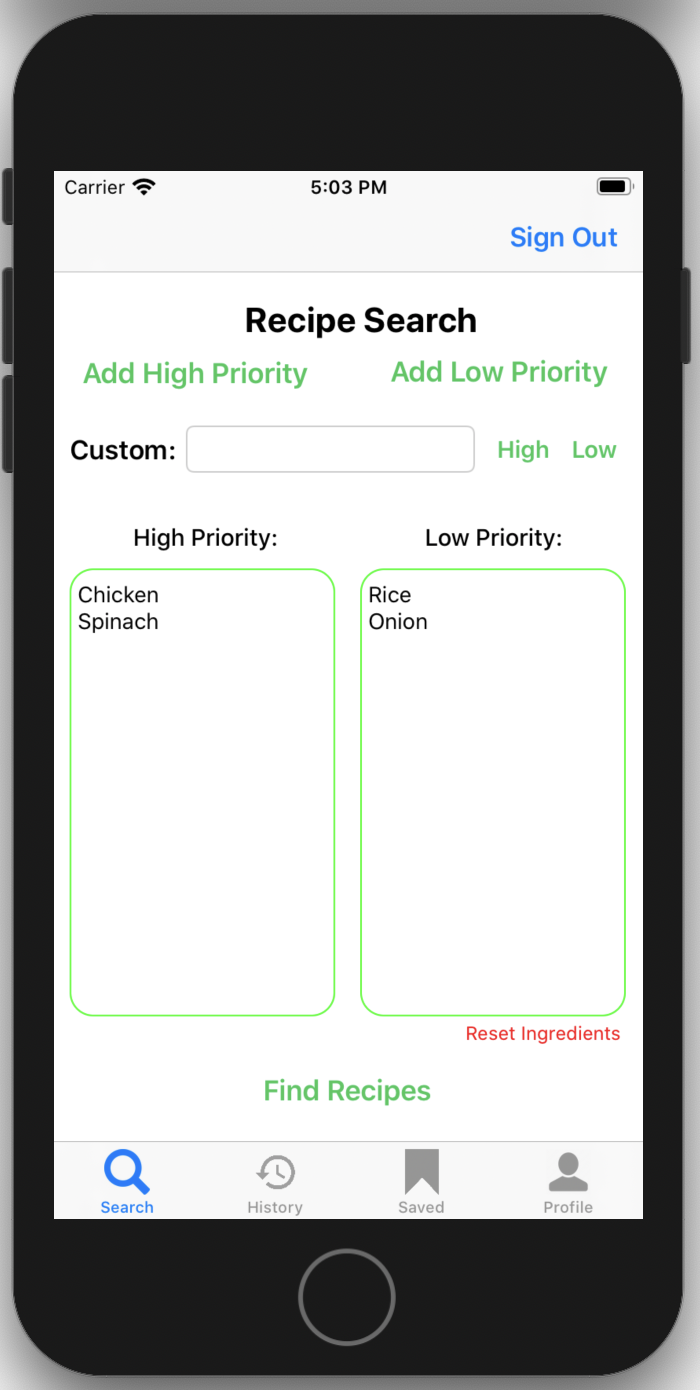 Carrier 5:03 PM
Sign Out
Recipe Search
Add High Priority Add Low Priority
Custom: High Low
High Priority: Low Priority:
Chicken Rice
Spinach Onion
Reset Ingredients
Find Recipes
Search History Saved Profile